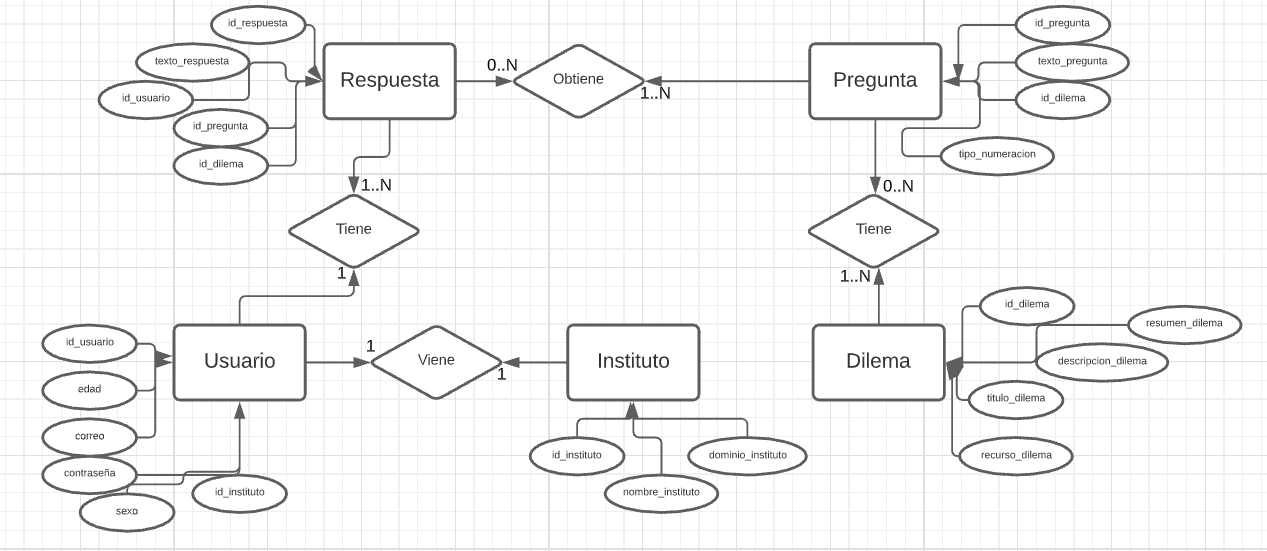 id_respuesta
texto_respuesta
id_usuario
id_pregunta
id_dilema
Respuesta
0..N
Obtiene
1..N
Pregunta
id_pregunta
texto_pregunta
id_dilema
tipo_numeracion
1..N
Tiene
1
0..N
Tiene
1..N
id_usuario
edad
correo
contraseña
sexo
id_instituto
Usuario
1
Viene
1
Instituto
id_instituto
nombre_instituto
dominio_instituto
Dilema
id_dilema
resumen_dilema
descripcion_dilema
titulo_dilema
recurso_dilema